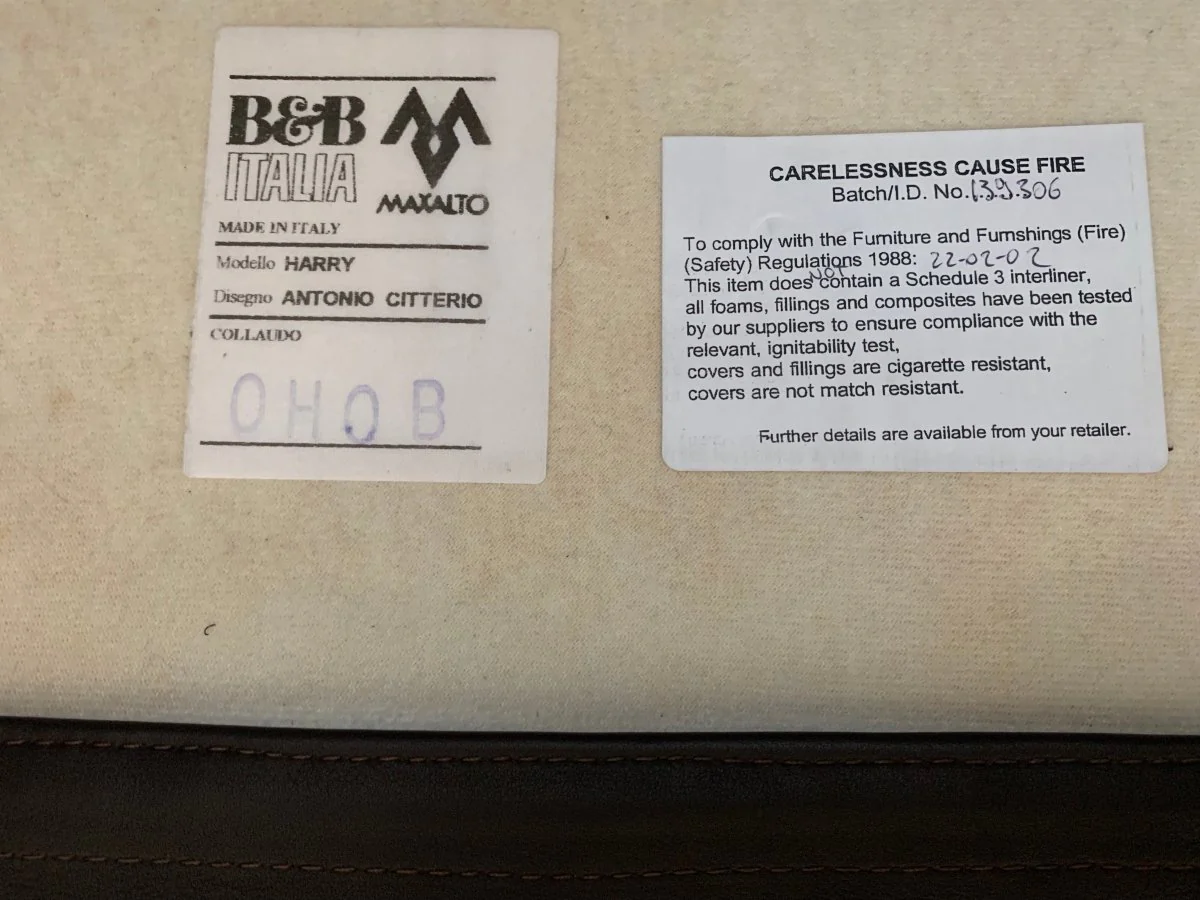 B&B
ITALIA
MAXALTO
MADE IN ITALY
Modello HARRY
Disegno ANTONIO CITTERIO
COLLAUDO
OHOB
CARELESSNESS CAUSE FIRE
Batch/I.D. No. 139306
To comply with the Furniture and Furnshings (Fire)
(Safety) Regulations 1988: 22-02-02
This item does NOT contain a Schedule 3 interliner,
all foams, fillings and composites have been tested
by our suppliers to ensure compliance with the
relevant, ignitability test,
covers and fillings are cigarette resistant,
covers are not match resistant.
Further details are available from your retailer.